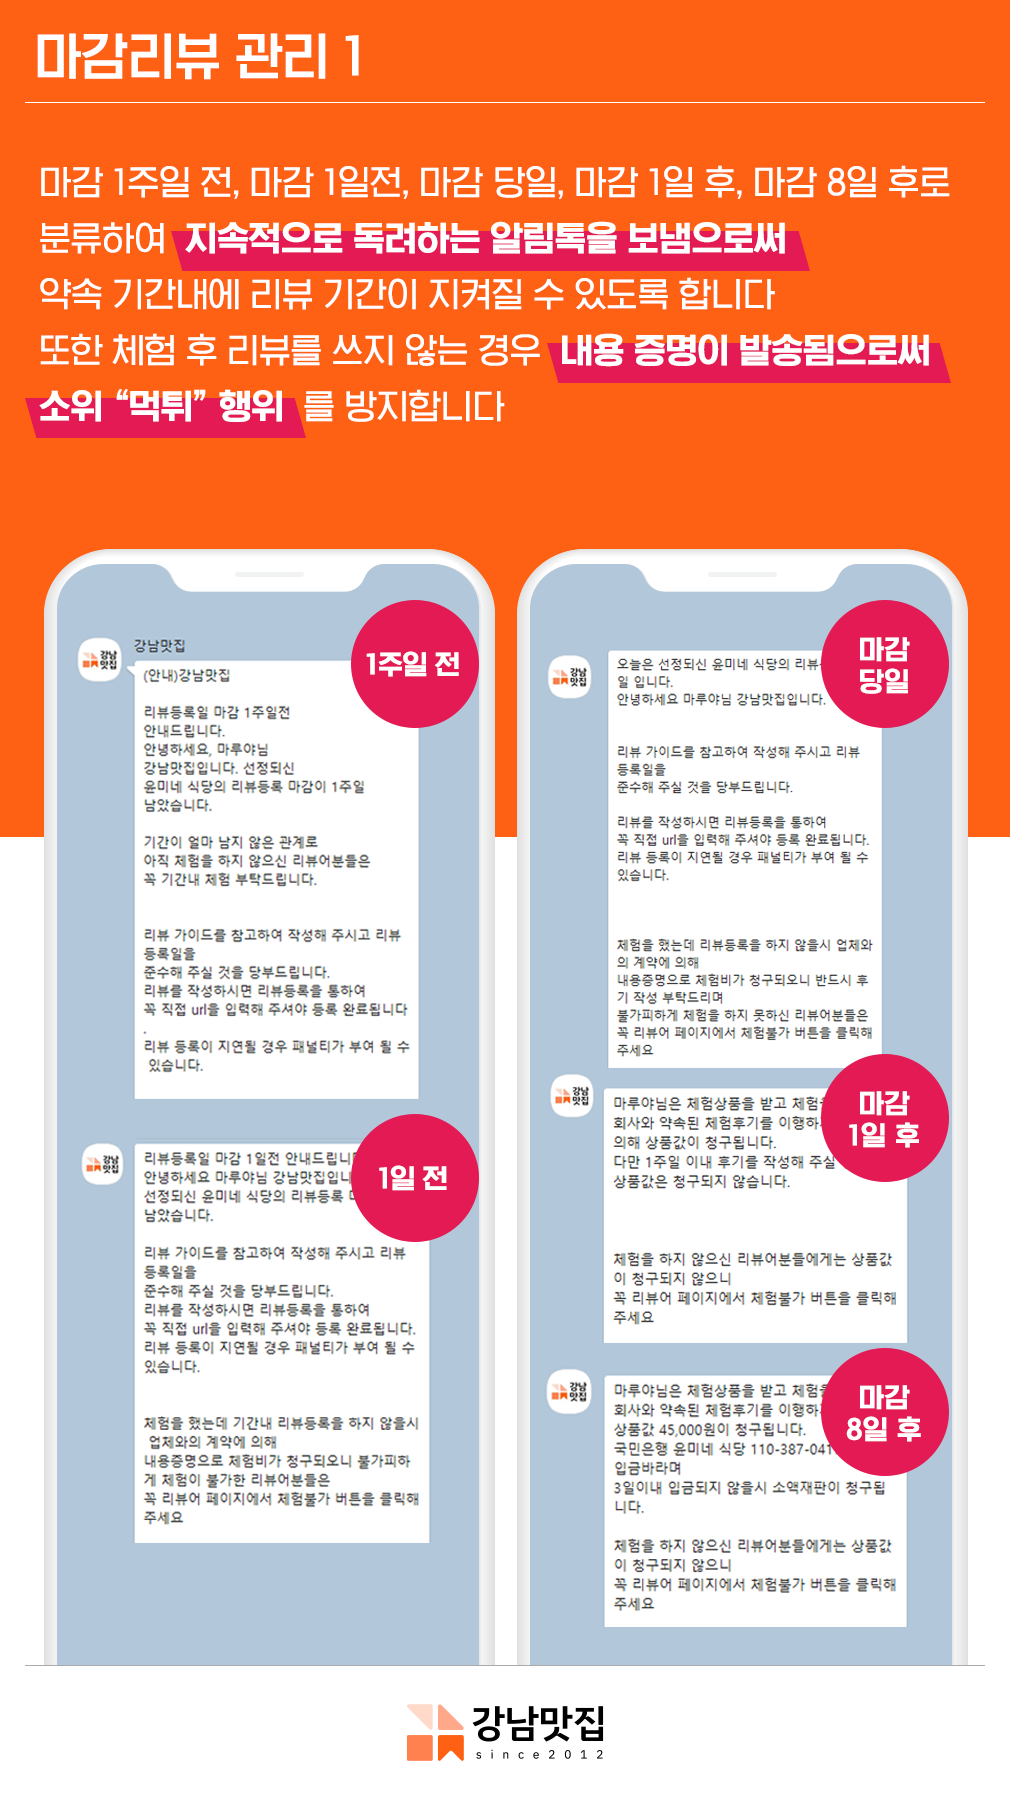 마감리뷰 관리 1
마감 1주일 전, 마감 1일전, 마감 당일, 마감 1일 후, 마감 8일 후로
분류하여 지속적으로 독려하는 알림톡을 보냄으로써
약속 기간내에 리뷰 기간이 지켜질 수 있도록 합니다
또한 체험 후 리뷰를 쓰지 않는 경우 내용 증명이 발송됨으로써
소위 “먹튀” 행위 를 방지합니다
1주일 전
강남
맛집
강남맛집
(안내)강남맛집
리뷰등록일 마감 1주일전
안내드립니다.
안녕하세요, 마루야님
강남맛집입니다. 선정되신
윤미네 식당의 리뷰등록 마감이 1주일
남았습니다.
기간이 얼마 남지 않은 관계로
아직 체험을 하지 않으신 리뷰어분들은
꼭 기간내 체험 부탁드립니다.
리뷰 가이드를 참고하여 작성해 주시고 리뷰
등록일을
준수해 주실 것을 당부드립니다.
리뷰를 작성하시면 리뷰등록을 통하여
꼭 직접 url을 입력해 주셔야 등록 완료됩니다
.
리뷰 등록이 지연될 경우 패널티가 부여 될 수
있습니다.
1일 전
강남
맛집
리뷰등록일 마감 1일전 안내드립니
안녕하세요 마루야님 강남맛집입니
선정되신 윤미네 식당의 리뷰등록
남았습니다.
리뷰 가이드를 참고하여 작성해 주시고 리뷰
등록일을
준수해 주실 것을 당부드립니다.
리뷰를 작성하시면 리뷰등록을 통하여
꼭 직접 url을 입력해 주셔야 등록 완료됩니다.
리뷰 등록이 지연될 경우 패널티가 부여 될 수
있습니다.
체험을 했는데 기간내 리뷰등록을 하지 않을시
업체와의 계약에 의해
내용증명으로 체험비가 청구되오니 불가피하
게 체험이 불가한 리뷰어분들은
꼭 리뷰어 페이지에서 체험불가 버튼을 클릭해
주세요
마감
당일
강남
맛집
오늘은 선정되신 윤미네 식당의 리뷰
일 입니다.
안녕하세요 마루야님 강남맛집입니다.
리뷰 가이드를 참고하여 작성해 주시고 리뷰
등록일을
준수해 주실 것을 당부드립니다.
리뷰를 작성하시면 리뷰등록을 통하여
꼭 직접 url을 입력해 주셔야 등록 완료됩니다.
리뷰 등록이 지연될 경우 패널티가 부여 될 수
있습니다.
체험을 했는데 리뷰등록을 하지 않을시 업체와
의 계약에 의해
내용증명으로 체험비가 청구되오니 반드시 후
기 작성 부탁드리며
불가피하게 체험을 하지 못하신 리뷰어분들은
꼭 리뷰어 페이지에서 체험불가 버튼을 클릭해
주세요
마감
1일 후
강남
맛집
마루야님은 체험상품을 받고 체험
회사와 약속된 체험후기를 이행하
의해 상품값이 청구됩니다.
다만 1주일 이내 후기를 작성해 주실
상품값은 청구되지 않습니다.
체험을 하지 않으신 리뷰어분들에게는 상품값
이 청구되지 않으니
꼭 리뷰어 페이지에서 체험불가 버튼을 클릭해
주세요
마감
8일 후
강남
맛집
마루야님은 체험상품을 받고 체험
회사와 약속된 체험후기를 이행하
상품값 45,000원이 청구됩니다.
국민은행 윤미네 식당 110-387-041
입금바라며
3일이내 입금되지 않을시 소액재판이 청구됩
니다.
체험을 하지 않으신 리뷰어분들에게는 상품값
이 청구되지 않으니
꼭 리뷰어 페이지에서 체험불가 버튼을 클릭해
주세요
강남맛집
since2012